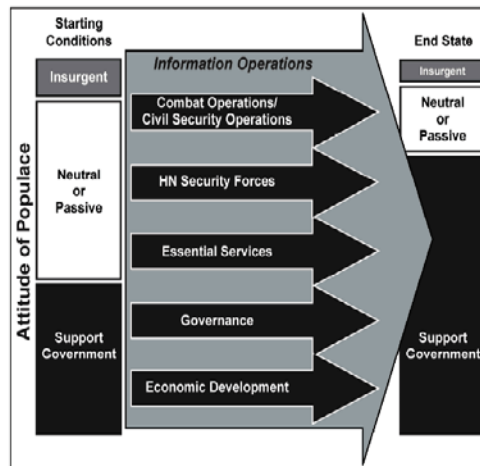 Starting
Conditions
End State
Information Operations
Insurgent
Neutral
or
Passive
Support
Government
Attitude of Populace
Combat Operations/
Civil Security Operations
HN Security Forces
Essential Services
Governance
Economic Development
Insurgent
Neutral
or
Passive
Support
Government